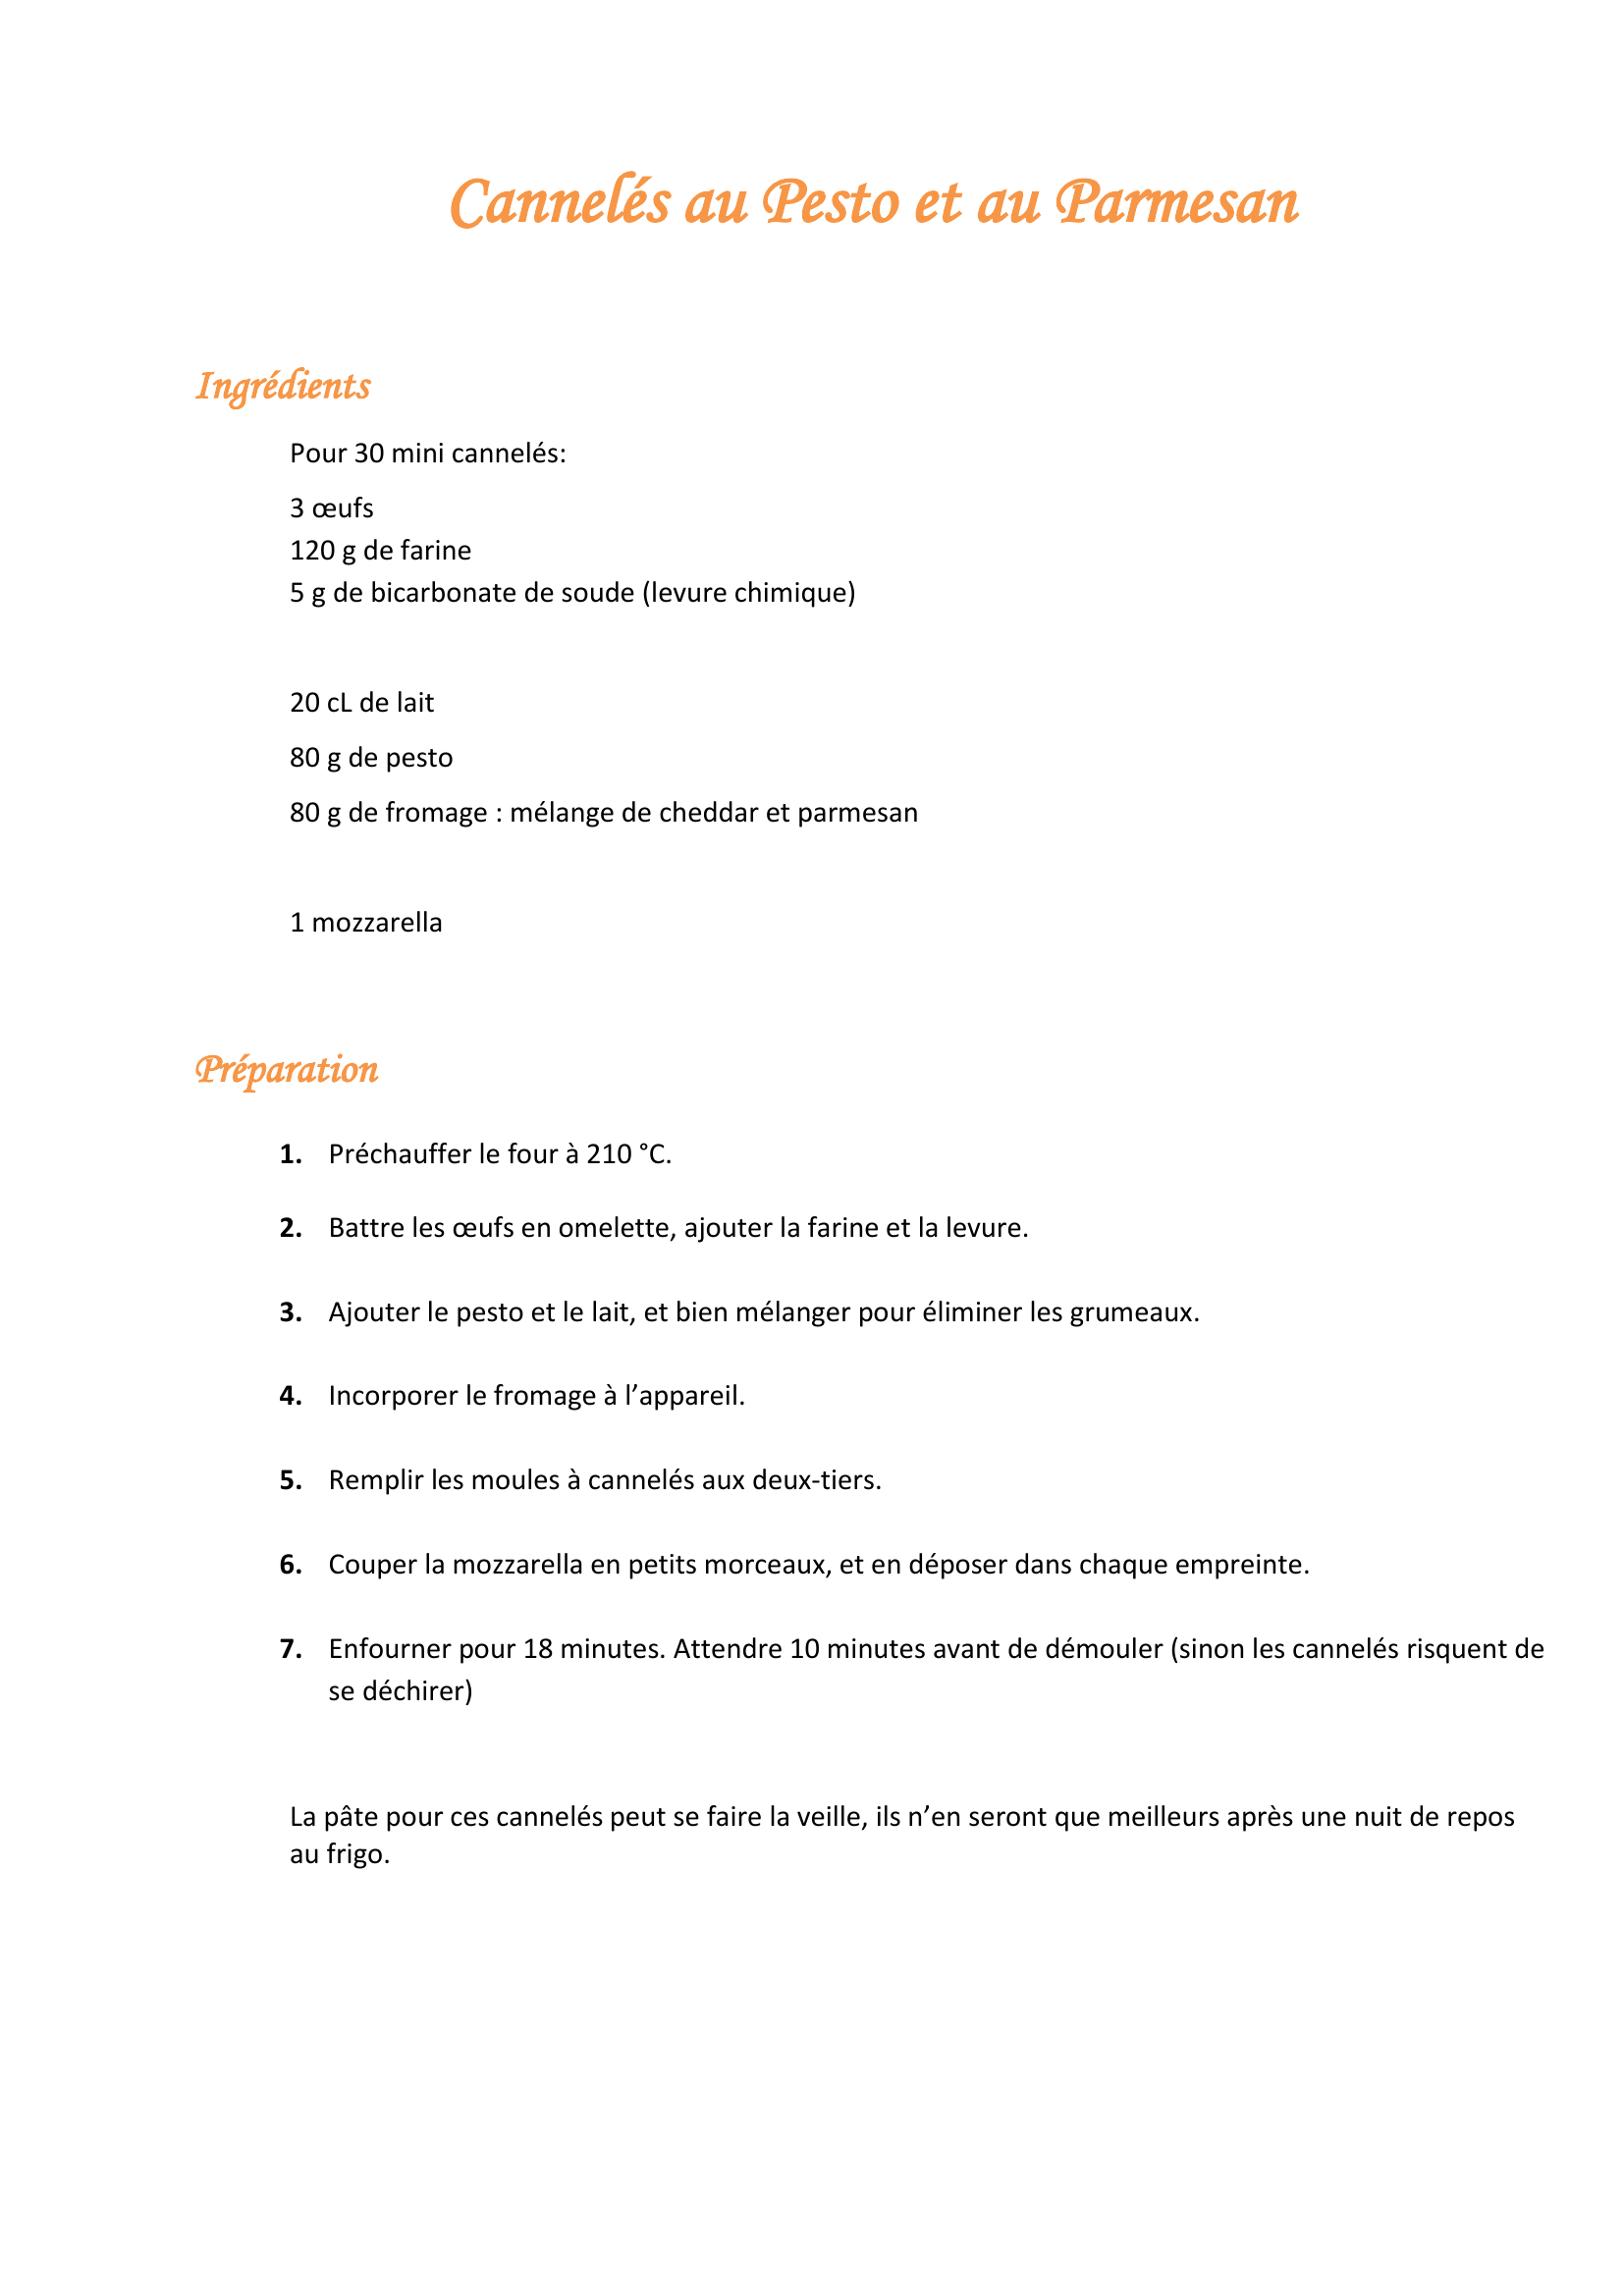 Cannelés au Pesto et au Parmesan
Ingrédients
Pour 30 mini cannelés:
3 œufs
120 g de farine
5 g de bicarbonate de soude (levure chimique)
20 cL de lait
80 g de pesto
80 g de fromage : mélange de cheddar et parmesan
1 mozzarella
Préparation
1. Préchauffer le four à 210 °C.
2. Battre les œufs en omelette, ajouter la farine et la levure.
3. Ajouter le pesto et le lait, et bien mélanger pour éliminer les grumeaux.
4. Incorporer le fromage à l’appareil.
5. Remplir les moules à cannelés aux deux-tiers.
6. Couper la mozzarella en petits morceaux, et en déposer dans chaque empreinte.
7. Enfourner pour 18 minutes. Attendre 10 minutes avant de démouler (sinon les cannelés risquent de
se déchirer)
La pâte pour ces cannelés peut se faire la veille, ils n’en seront que meilleurs après une nuit de repos
au frigo.